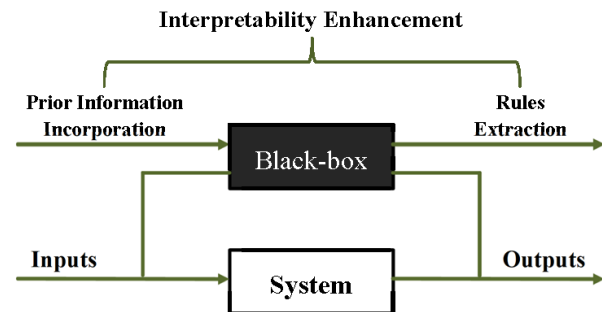 Interpretability Enhancement
Prior Information
Incorporation
Rules
Extraction
Black-box
Inputs
Outputs
System